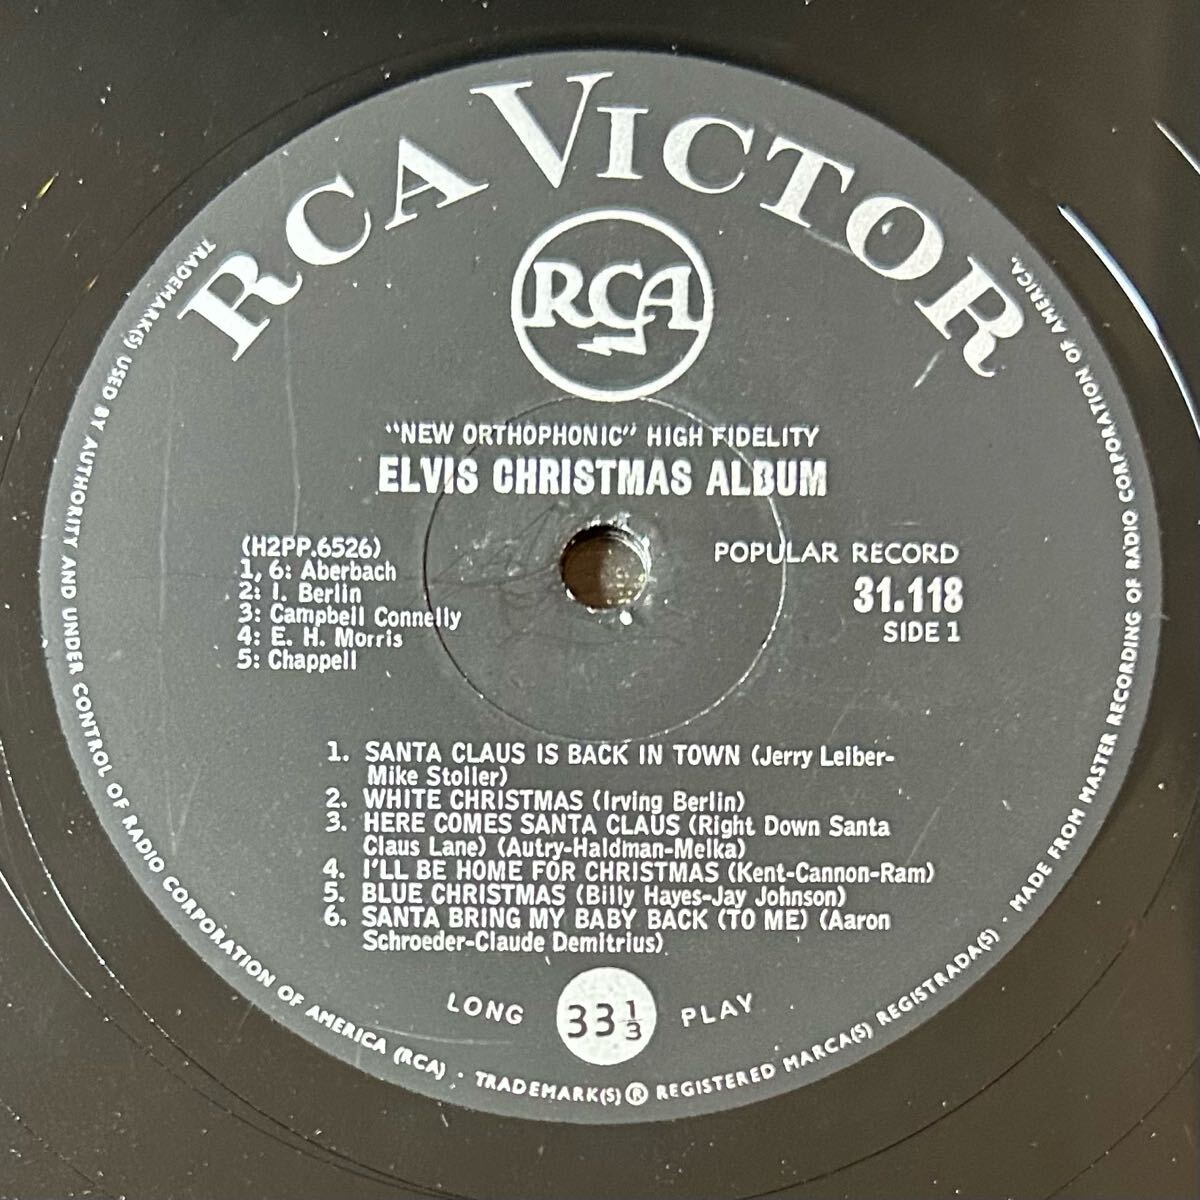 RCA VICTOR
RCA
"NEW ORTHOPHONIC" HIGH FIDELITY
ELVIS CHRISTMAS ALBUM
(H2PP.6526)
1, 6: Aberbach
2: I. Berlin
3: Campbell Connelly
4: E. H. Morris
5: Chappell
POPULAR RECORD
31.118
SIDE 1
1. SANTA CLAUS IS BACK IN TOWN (Jerry Leiber-
Mike Stoller)
2. WHITE CHRISTMAS (Irving Berlin)
3. HERE COMES SANTA CLAUS (Right Down Santa
Claus Lane) (Autry-Haldman-Melka)
4. I'LL BE HOME FOR CHRISTMAS (Kent-Cannon-Ram)
5. BLUE CHRISTMAS (Billy Hayes-Jay Johnson)
6. SANTA BRING MY BABY BACK (TO ME) (Aaron
Schroeder-Claude Demitrius)
LONG 33 1/3 PLAY
TRADEMARK(S) USED BY AUTHORITY AND UNDER CONTROL OF RADIO CORPORATION OF AMERICA (RCA) · TRADEMARK(S) ® REGISTERED MARCA(S) REGISTRADA(S) · MADE FROM MASTER RECORDING OF RADIO CORPORATION OF AMERICA.